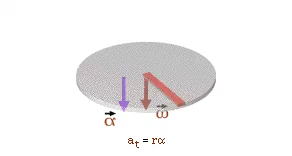 α⃗ ω⃗
aₜ = rα